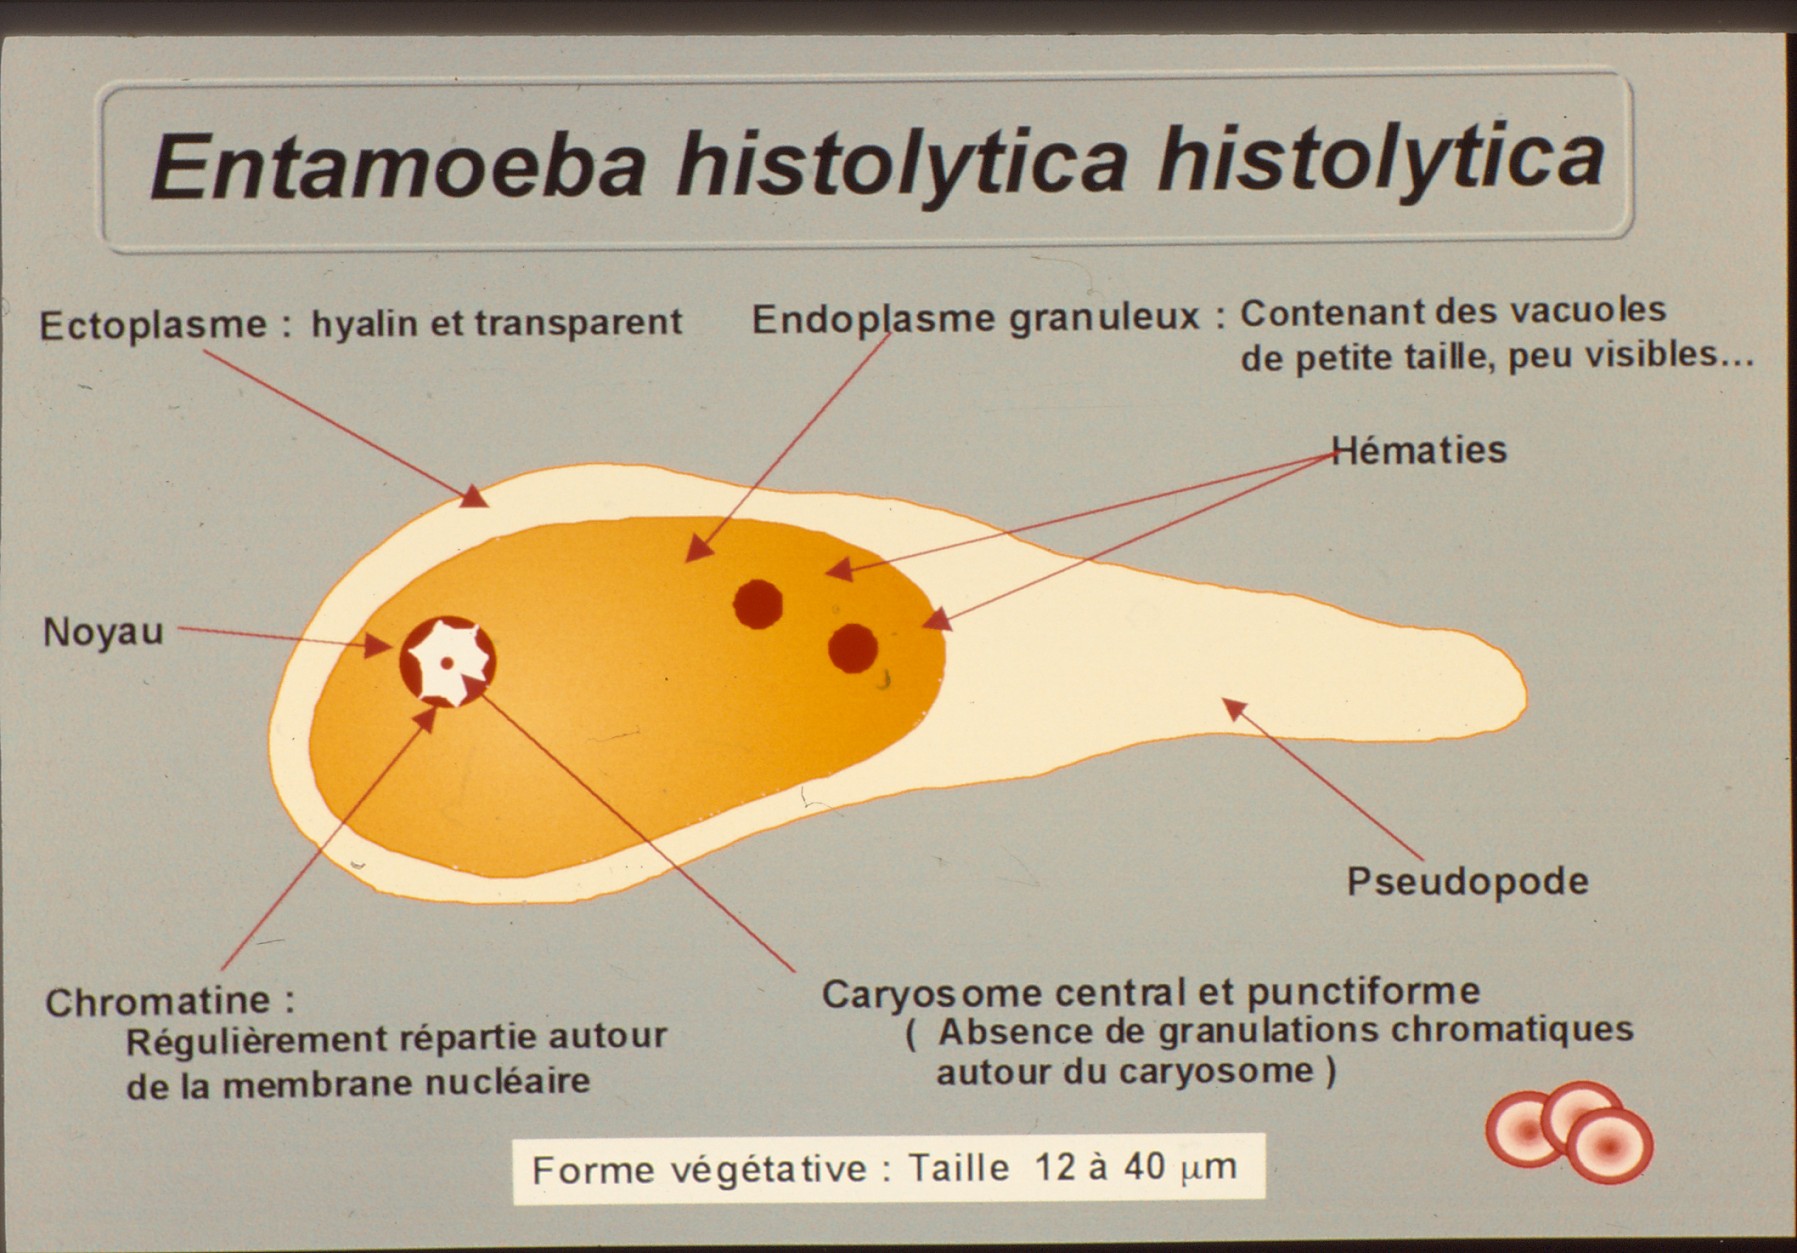 Entamoeba histolytica histolytica
Ectoplasme : hyalin et transparent
Endoplasme granuleux : Contenant des vacuoles
de petite taille, peu visibles...
Hématies
Noyau
Pseudopode
Chromatine :
Régulièrement répartie autour
de la membrane nucléaire
Caryosome central et punctiforme
( Absence de granulations chromatiques
autour du caryosome )
Forme végétative : Taille 12 à 40 µm